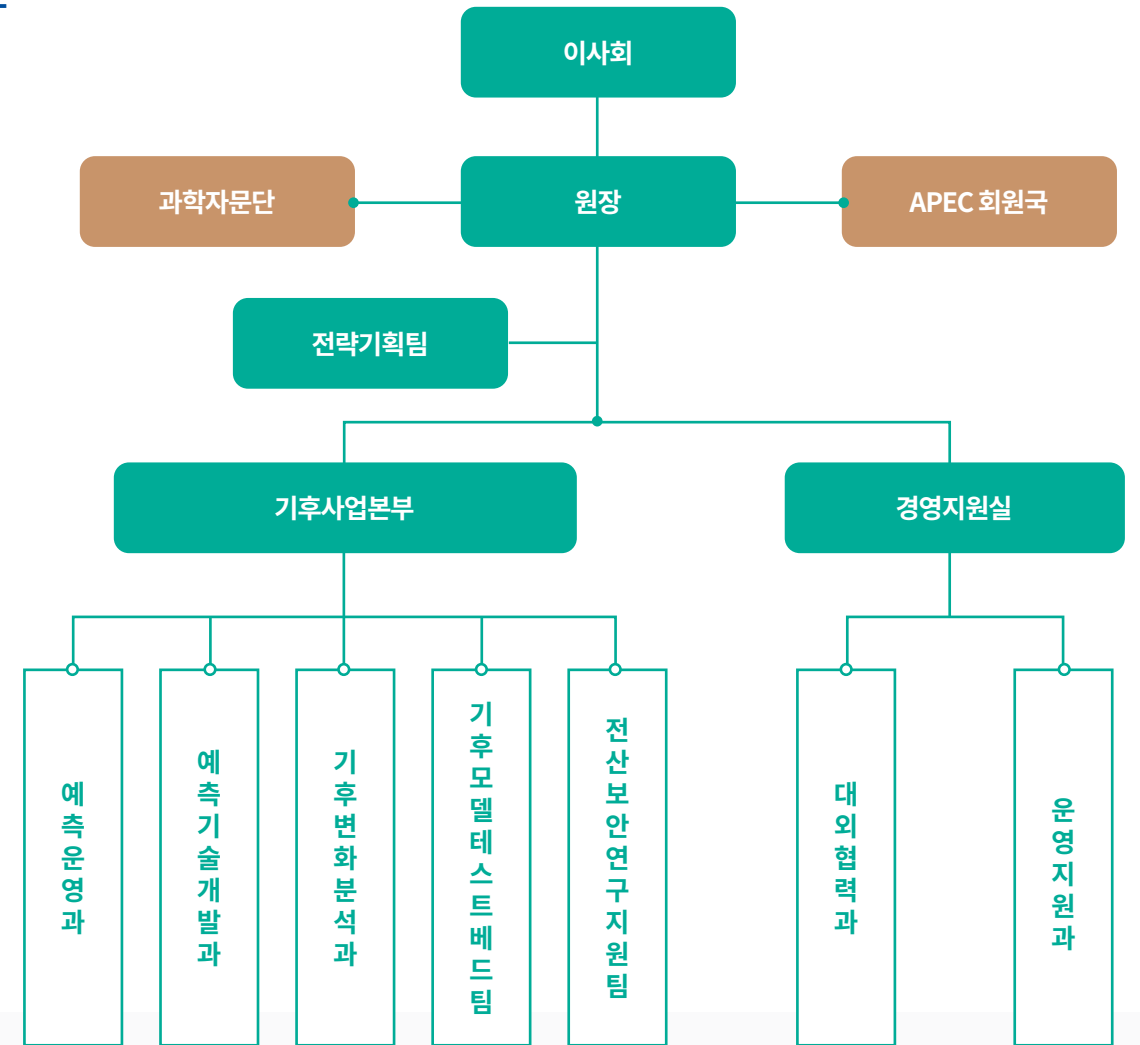 이사회
과학자문단
원장
APEC 회원국
전략기획팀
기후사업본부
경영지원실
예측운영과
예측기술개발과
기후변화분석과
기후모델테스트베드팀
전산보안연구지원팀
대외협력과
운영지원과